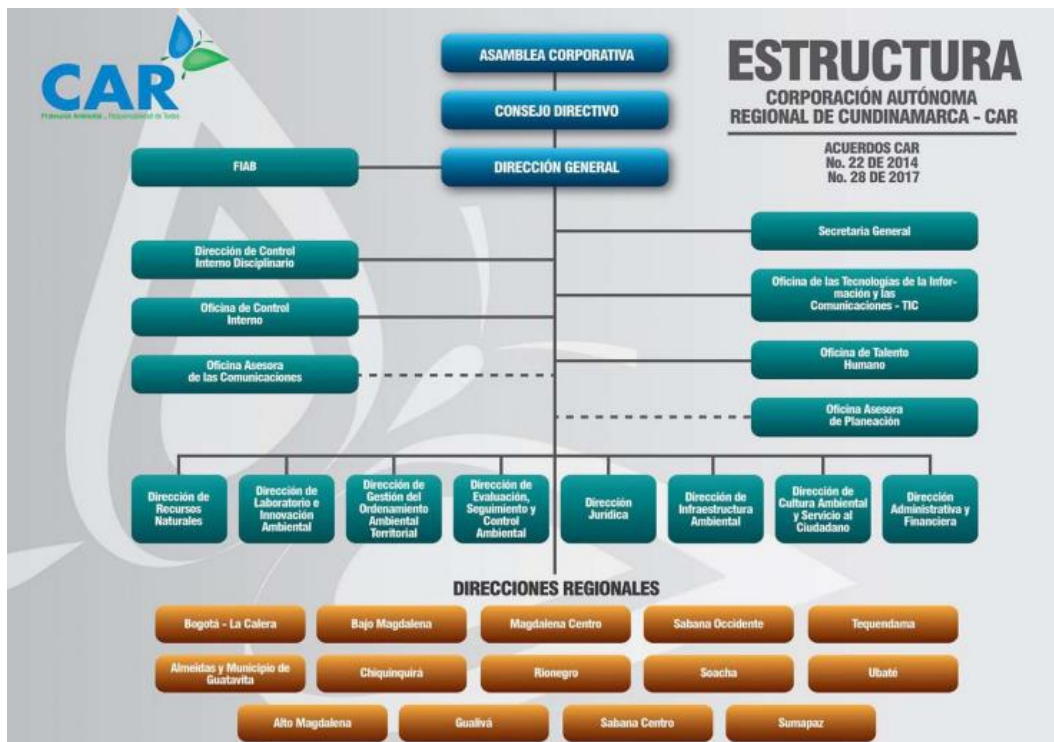 CAR
Protección Ambiental... Responsabilidad de Todos
ESTRUCTURA
CORPORACIÓN AUTÓNOMA
REGIONAL DE CUNDINAMARCA - CAR
ACUERDOS CAR
No. 22 DE 2014
No. 28 DE 2017
ASAMBLEA CORPORATIVA
CONSEJO DIRECTIVO
DIRECCIÓN GENERAL
FIAB
Dirección de Control
Interno Disciplinario
Oficina de Control
Interno
Oficina Asesora
de las Comunicaciones
Secretaria General
Oficina de las Tecnologías de la Infor-
mación y las
Comunicaciones - TIC
Oficina de Talento
Humano
Oficina Asesora
de Planeación
Dirección de
Recursos
Naturales
Dirección de
Laboratorio e
Innovación
Ambiental
Dirección de
Gestión del
Ordenamiento
Ambiental
Territorial
Dirección de
Evaluación,
Seguimiento y
Control
Ambiental
Dirección
Jurídica
Dirección de
Infraestructura
Ambiental
Dirección de
Cultura Ambiental
y Servicio al
Ciudadano
Dirección
Administrativa y
Financiera
DIRECCIONES REGIONALES
Bogotá - La Calera
Bajo Magdalena
Magdalena Centro
Sabana Occidente
Tequendama
Almeidas y Municipio de
Guatavita
Chiquinquirá
Rionegro
Soacha
Ubaté
Alto Magdalena
Gualivá
Sabana Centro
Sumapaz